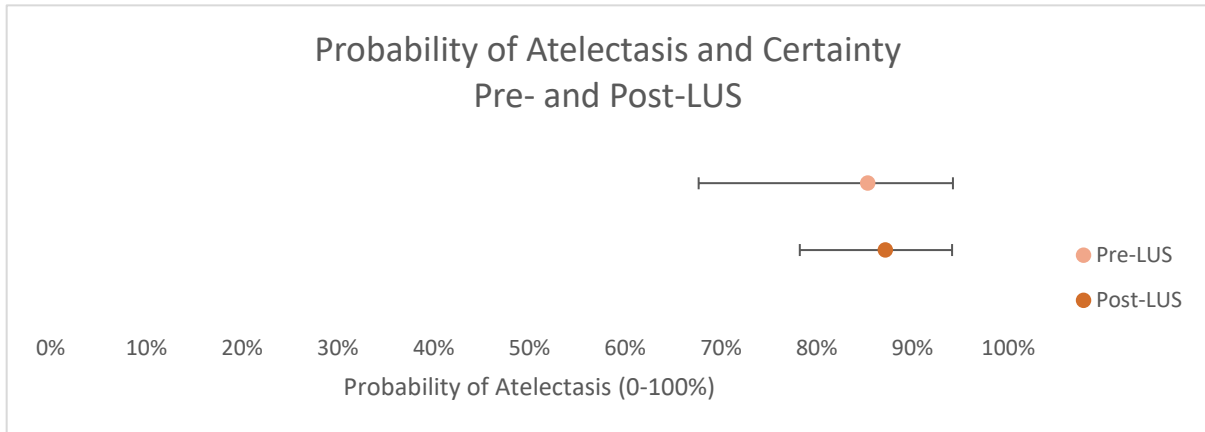 Probability of Atelectasis and Certainty
Pre- and Post-LUS
Pre-LUS
Post-LUS
0% 10% 20% 30% 40% 50% 60% 70% 80% 90% 100%
Probability of Atelectasis (0-100%)